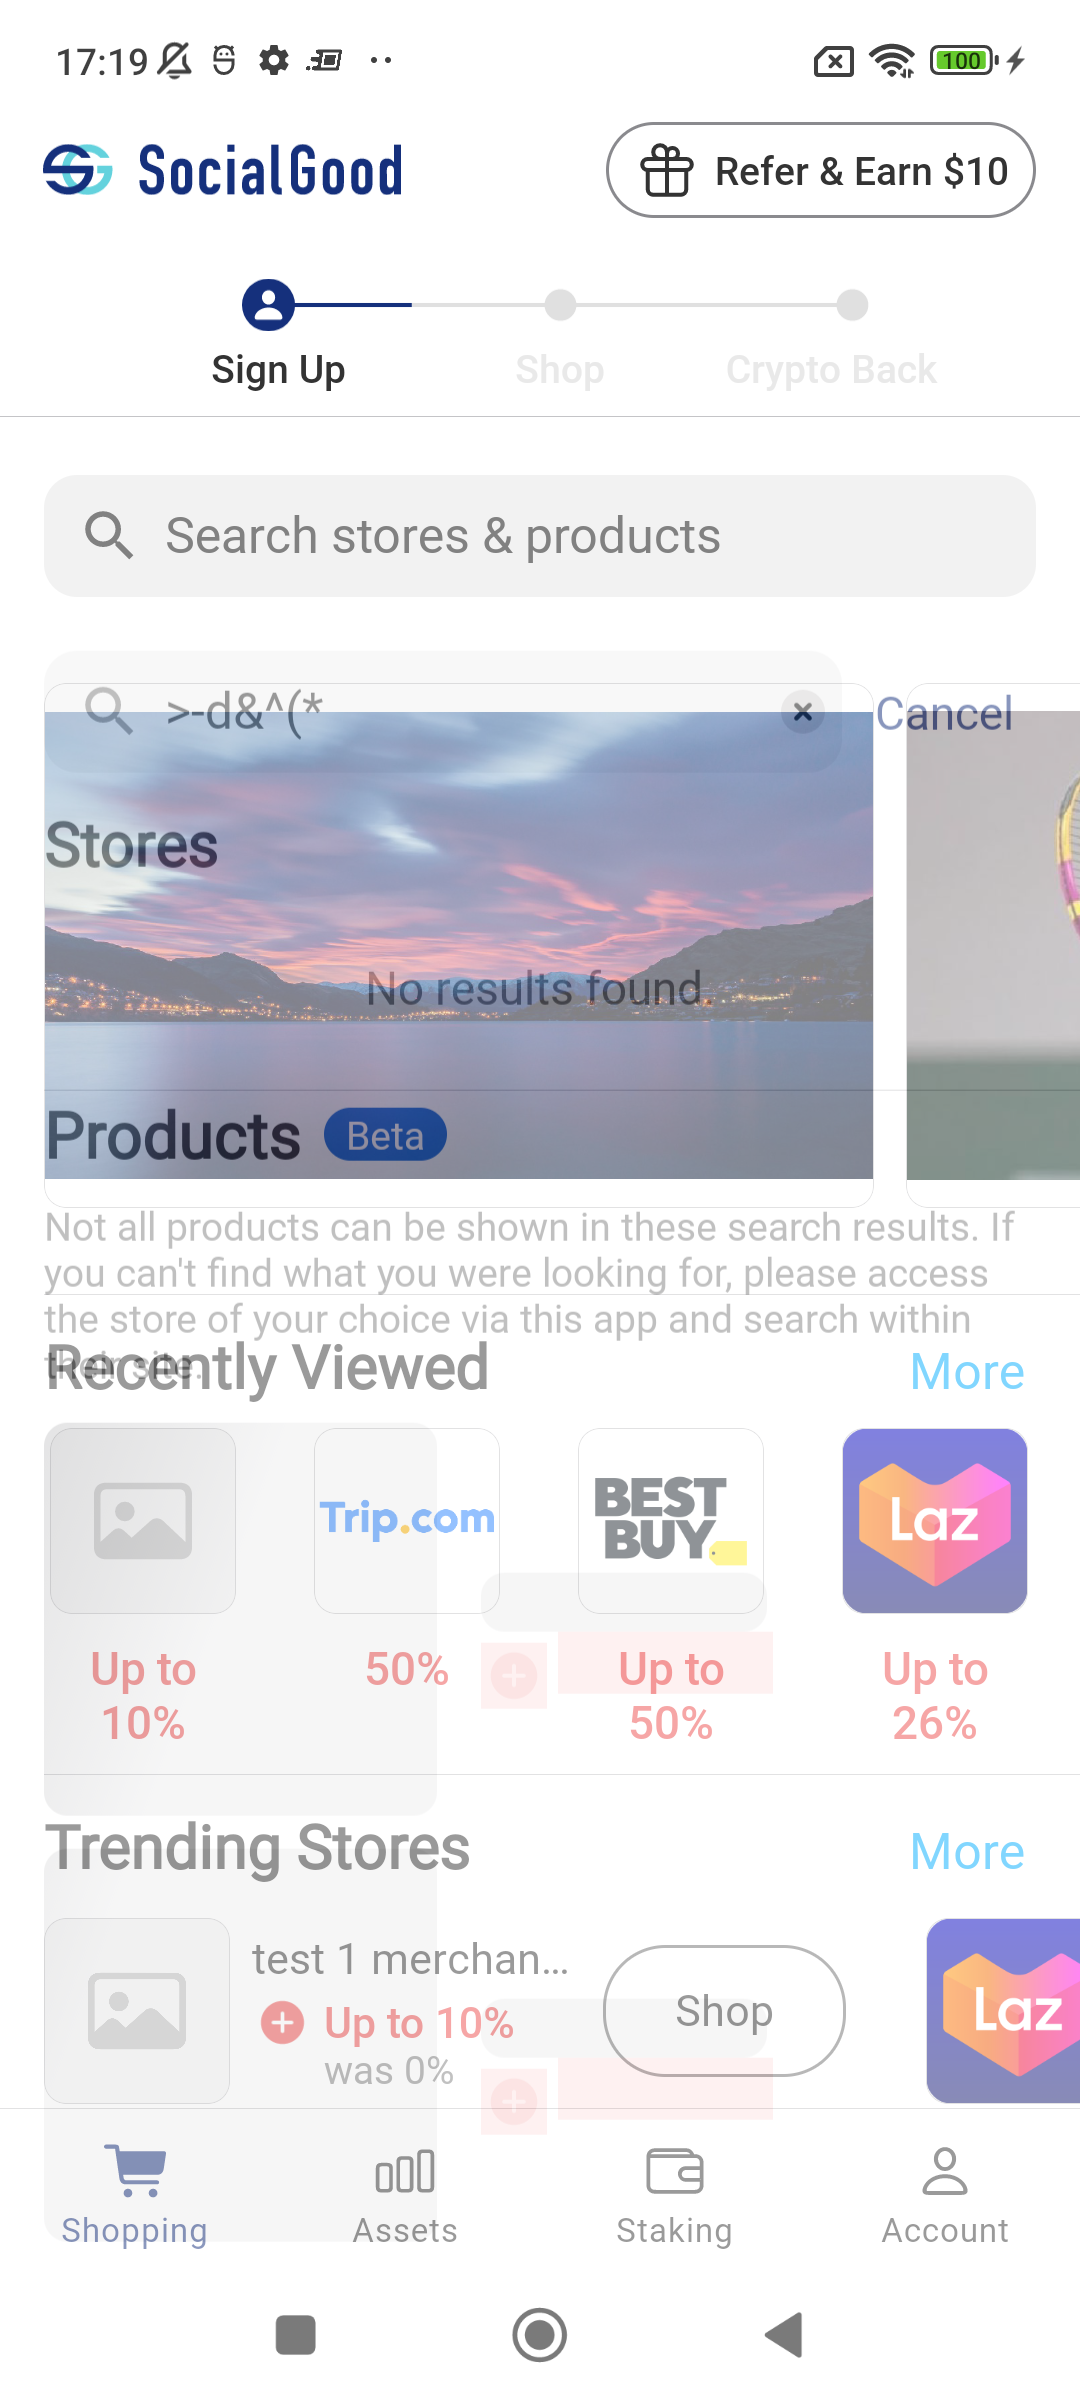 17:19
100
SocialGood
Refer & Earn $10
Sign Up
Shop
Crypto Back
Search stores & products
>-d&^(*
Cancel
Stores
No results found.
Products
Beta
Not all products can be shown in these search results. If
you can't find what you were looking for, please access
the store of your choice via this app and search within
their site.
Recently Viewed
More
Trip.com
BEST
BUY
Laz
Up to
10%
50%
Up to
50%
Up to
26%
Trending Stores
More
test 1 merchan...
Up to 10%
was 0%
Shop
Laz
Shopping
Assets
Staking
Account